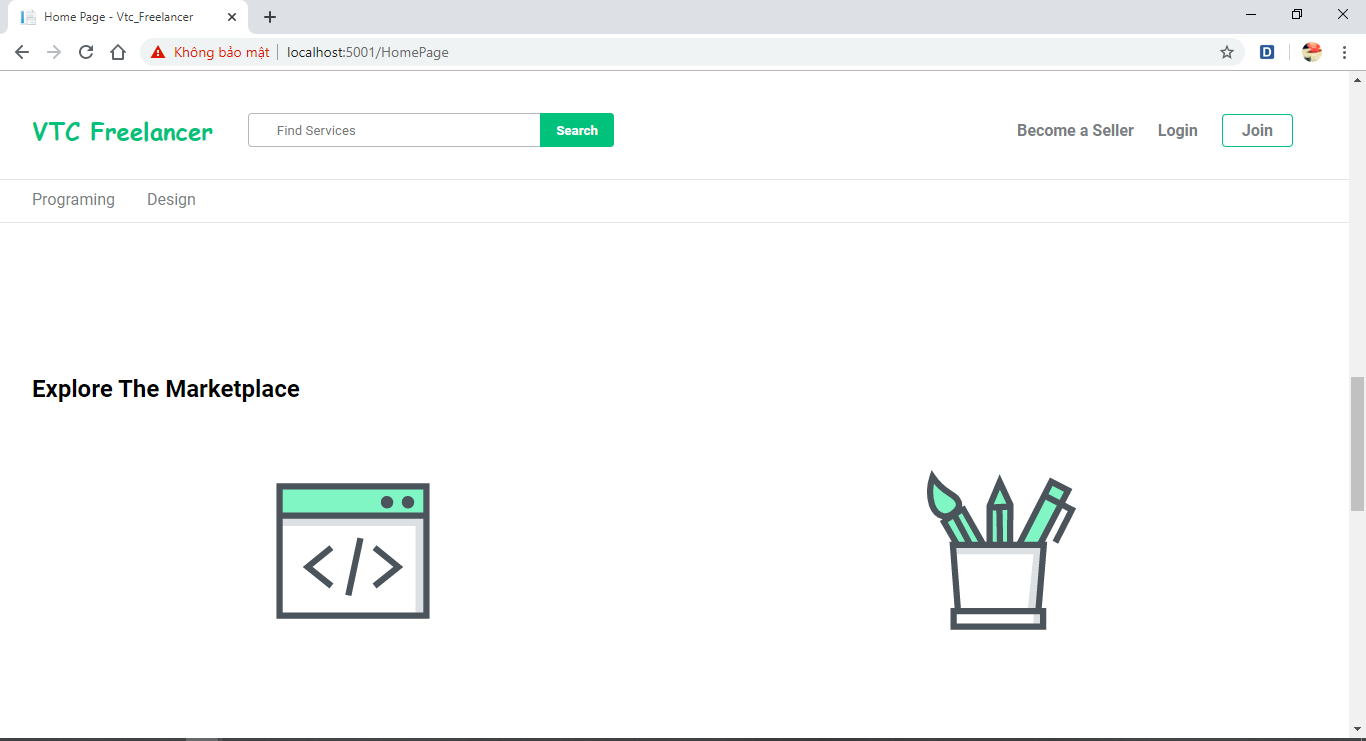 Home Page - Vtc_Freelancer
Không bảo mật localhost:5001/HomePage
D
VTC Freelancer Find Services Search Become a Seller Login Join
Programing Design
Explore The Marketplace
</>